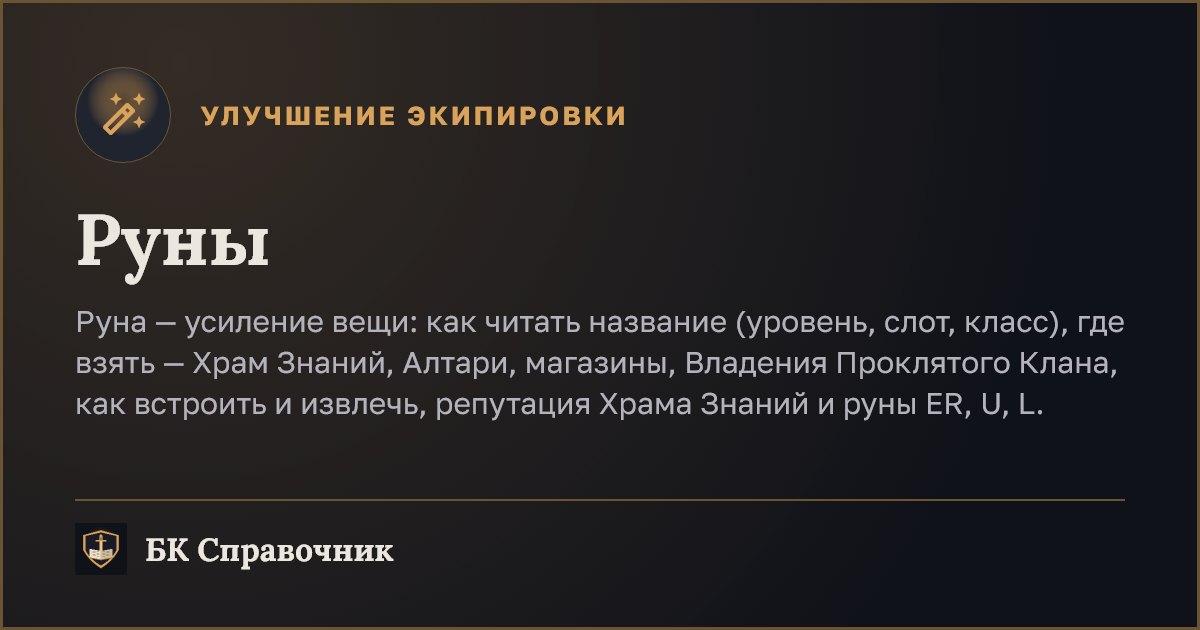 УЛУЧШЕНИЕ ЭКИПИРОВКИ
Руны
Руна — усиление вещи: как читать название (уровень, слот, класс), где
взять — Храм Знаний, Алтари, магазины, Владения Проклятого Клана,
как встроить и извлечь, репутация Храма Знаний и руны ER, U, L.
БК Справочник